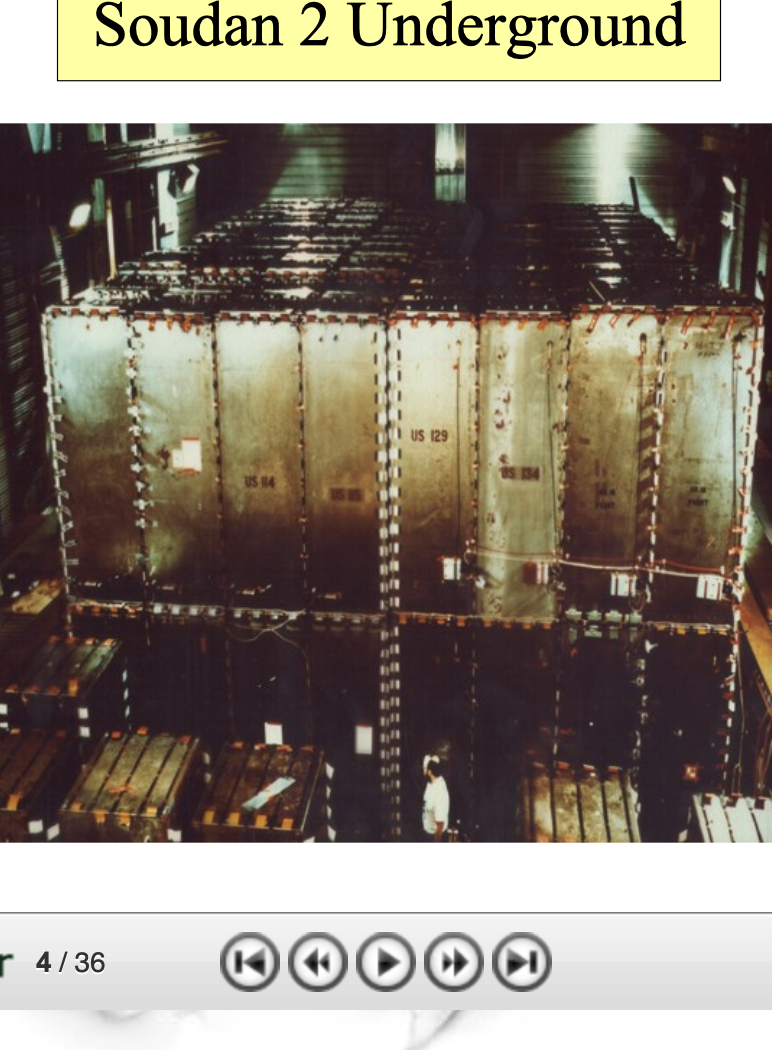 Soudan 2 Underground
US 129
US 114
US 134
4 / 36